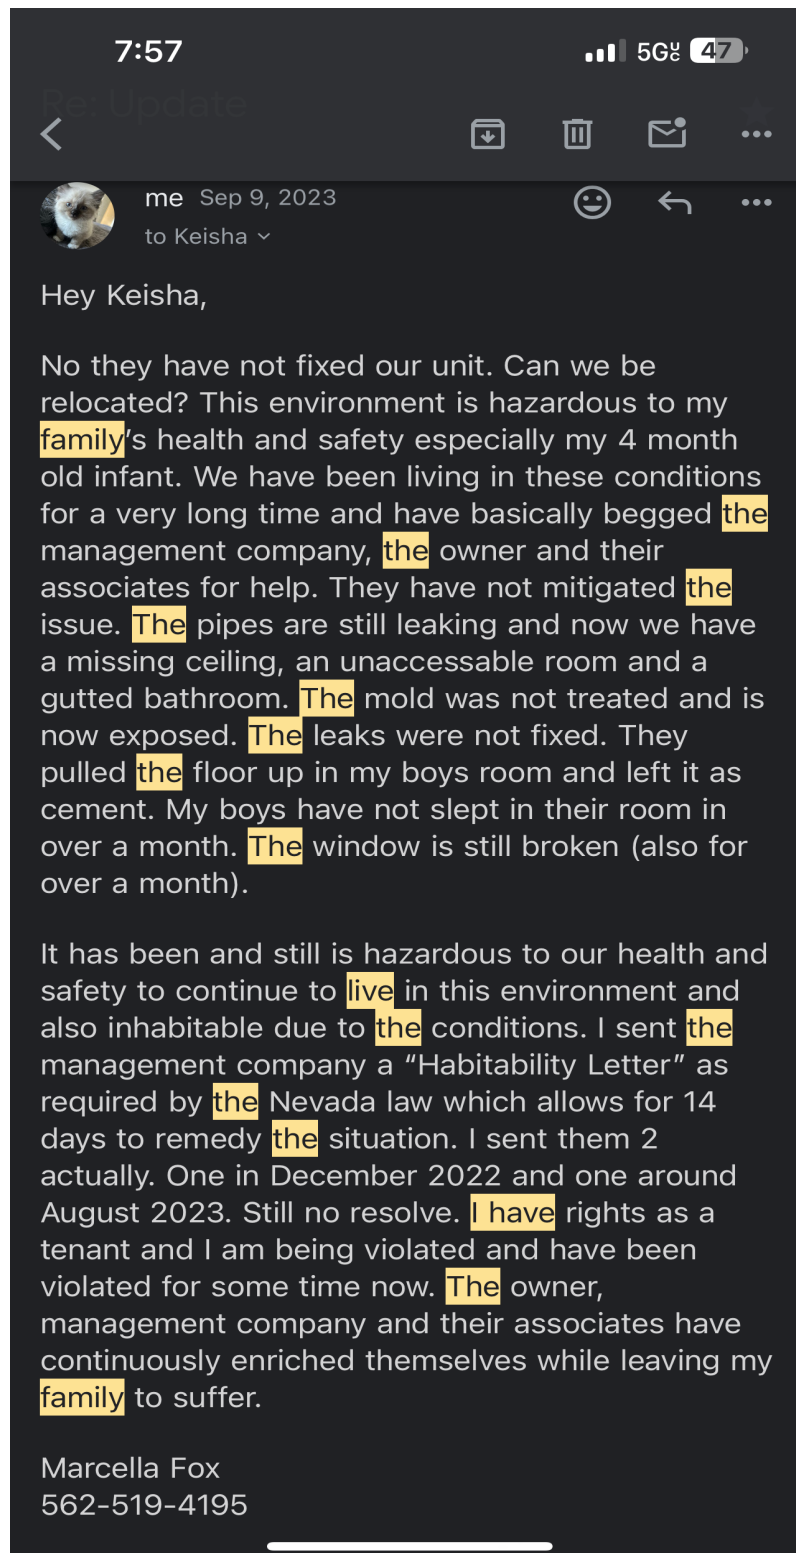 7:57
5G UC 47
Re: Update
me Sep 9, 2023
to Keisha
Hey Keisha,
No they have not fixed our unit. Can we be
relocated? This environment is hazardous to my
family's health and safety especially my 4 month
old infant. We have been living in these conditions
for a very long time and have basically begged the
management company, the owner and their
associates for help. They have not mitigated the
issue. The pipes are still leaking and now we have
a missing ceiling, an unaccessable room and a
gutted bathroom. The mold was not treated and is
now exposed. The leaks were not fixed. They
pulled the floor up in my boys room and left it as
cement. My boys have not slept in their room in
over a month. The window is still broken (also for
over a month).
It has been and still is hazardous to our health and
safety to continue to live in this environment and
also inhabitable due to the conditions. I sent the
management company a “Habitability Letter” as
required by the Nevada law which allows for 14
days to remedy the situation. I sent them 2
actually. One in December 2022 and one around
August 2023. Still no resolve. I have rights as a
tenant and I am being violated and have been
violated for some time now. The owner,
management company and their associates have
continuously enriched themselves while leaving my
family to suffer.
Marcella Fox
562-519-4195